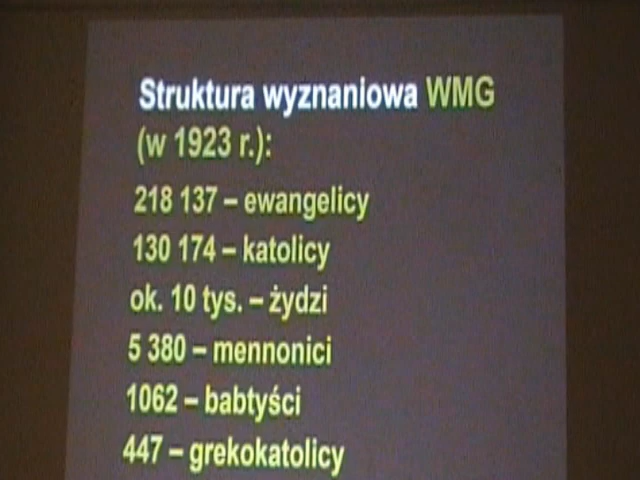 Struktura wyznaniowa WMG
(w 1923 r.):
218 137 – ewangelicy
130 174 – katolicy
ok. 10 tys. – żydzi
5 380 – mennonici
1062 – babtyści
447 – grekokatolicy